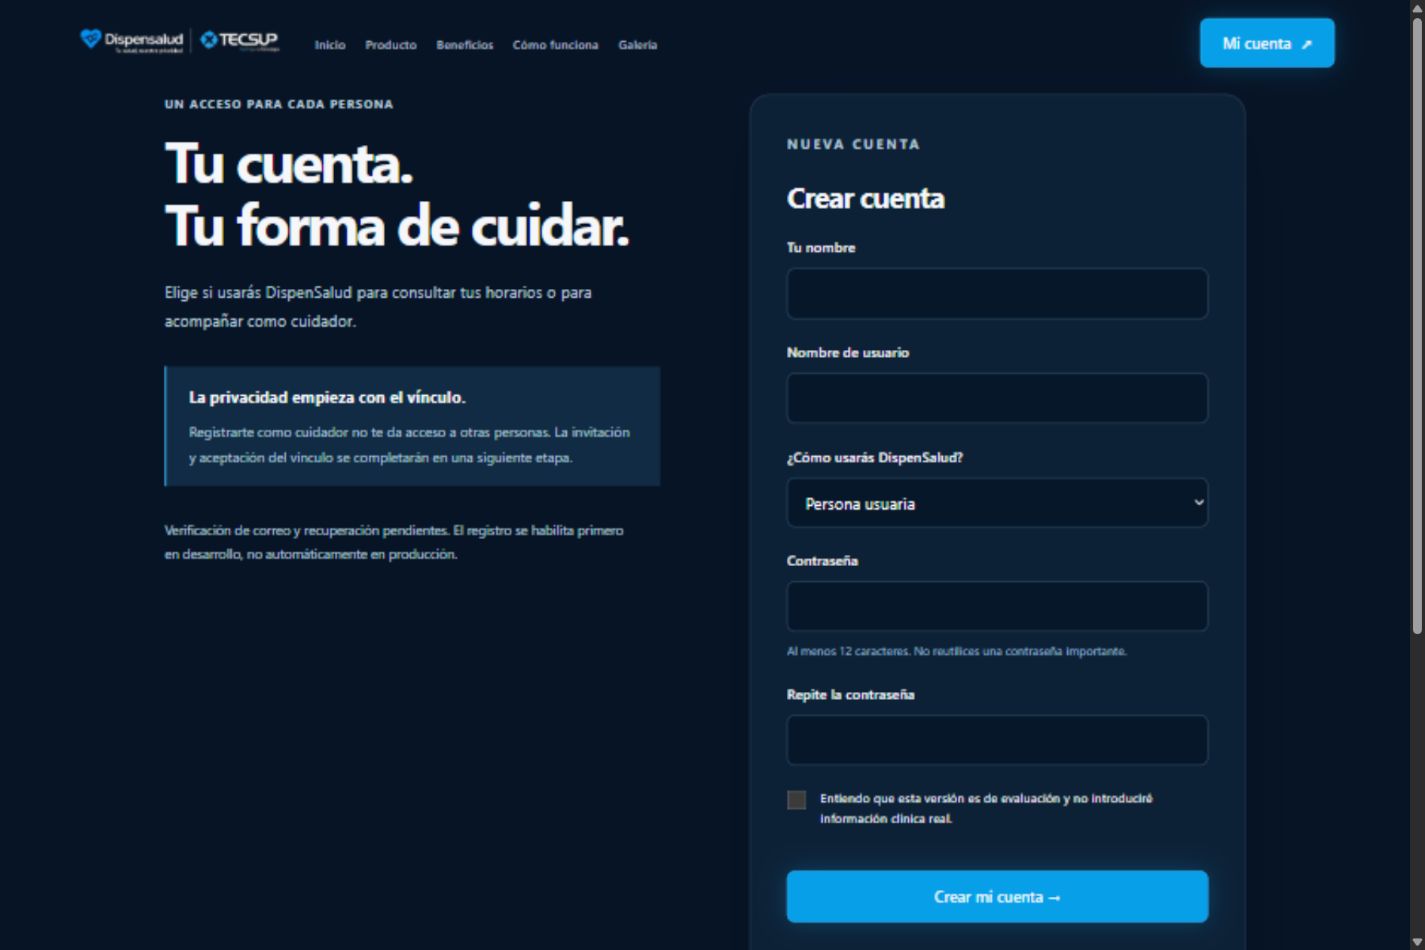 Dispensalud
TECSUP
Inicio
Producto
Beneficios
Cómo funciona
Galería
Mi cuenta ↗
UN ACCESO PARA CADA PERSONA
Tu cuenta.
Tu forma de cuidar.
Elige si usarás DispenSalud para consultar tus horarios o para
acompañar como cuidador.
La privacidad empieza con el vínculo.
Registrarte como cuidador no te da acceso a otras personas. La invitación
y aceptación del vínculo se completarán en una siguiente etapa.
Verificación de correo y recuperación pendientes. El registro se habilita primero
en desarrollo, no automáticamente en producción.
NUEVA CUENTA
Crear cuenta
Tu nombre
Nombre de usuario
¿Cómo usarás DispenSalud?
Persona usuaria
Contraseña
Al menos 12 caracteres. No reutilices una contraseña importante.
Repite la contraseña
Entiendo que esta versión es de evaluación y no introduciré
información clínica real.
Crear mi cuenta →